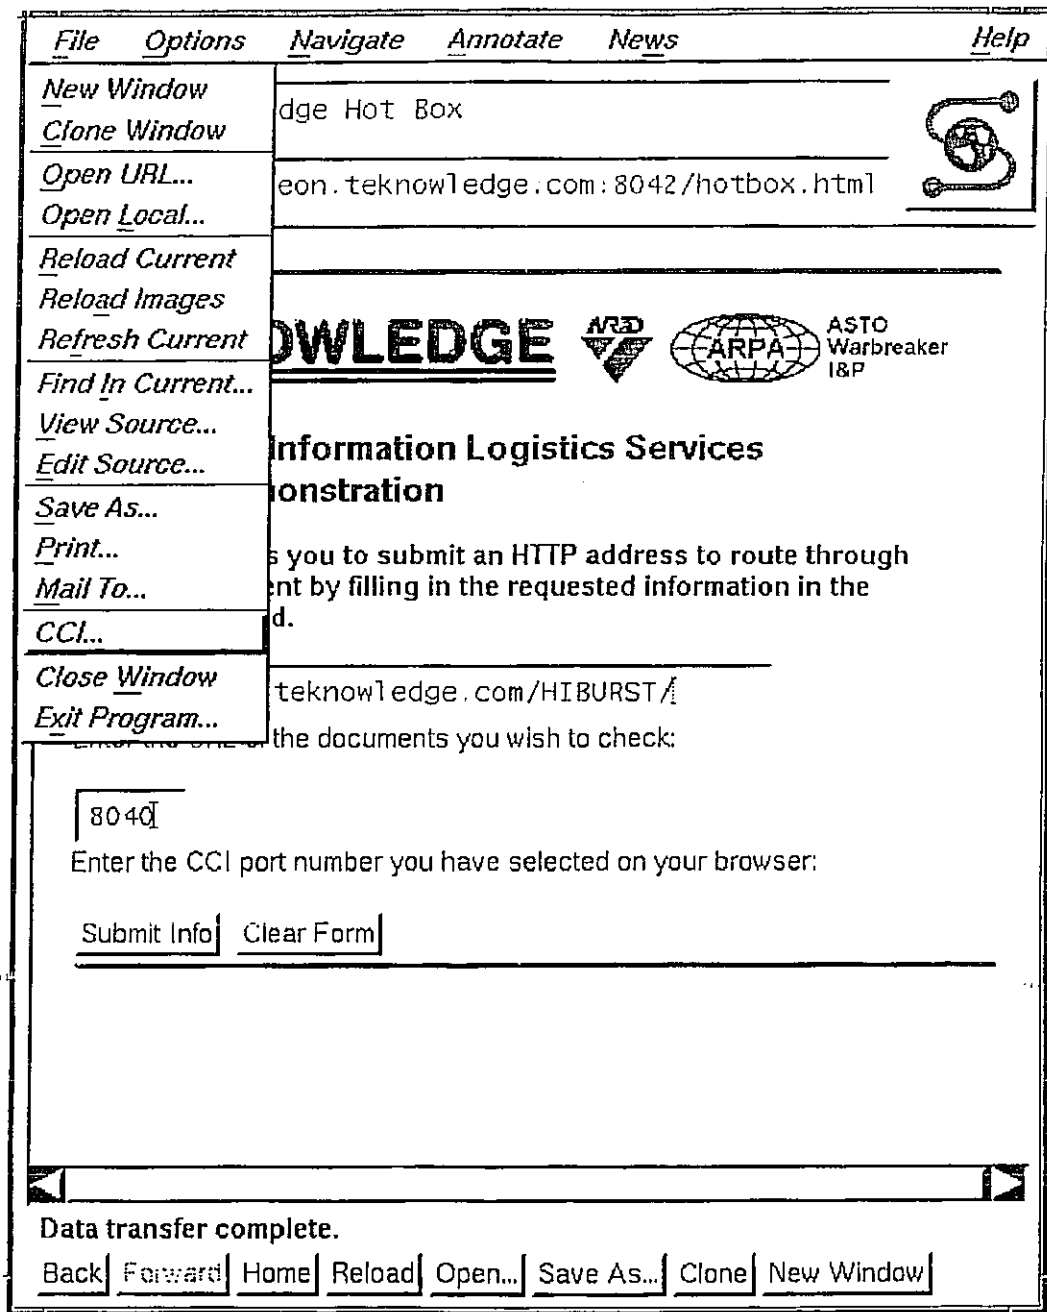 File Options Navigate Annotate News Help
New Window
Clone Window
Open URL...
Open Local...
Reload Current
Reload Images
Refresh Current
Find In Current...
View Source...
Edit Source...
Save As...
Print...
Mail To...
CCI...
Close Window
Exit Program...
dge Hot Box
eon.teknowledge.com:8042/hotbox.html
OWLEDGE
ARPA
ASTO
Warbreaker
I&P
Information Logistics Services
onstration
s you to submit an HTTP address to route through
ent by filling in the requested information in the
d.
teknowledge.com/HIBURST/
the documents you wish to check:
8040
Enter the CCI port number you have selected on your browser:
Submit Info Clear Form
Data transfer complete.
Back Forward Home Reload Open... Save As... Clone New Window